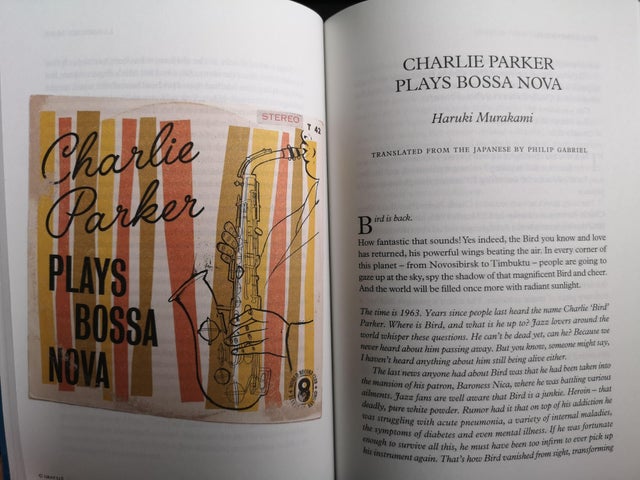 STEREO
T 42
Charlie
Parker
PLAYS
BOSSA
NOVA
8
CHARLIE PARKER
PLAYS BOSSA NOVA
Haruki Murakami
TRANSLATED FROM THE JAPANESE BY PHILIP GABRIEL
Bird is back.
How fantastic that sounds! Yes indeed, the Bird you know and love
has returned, his powerful wings beating the air. In every corner of
this planet – from Novosibirsk to Timbuktu – people are going to
gaze up at the sky, spy the shadow of that magnificent Bird and cheer.
And the world will be filled once more with radiant sunlight.
The time is 1963. Years since people last heard the name Charlie ‘Bird’
Parker. Where is Bird, and what is he up to? Jazz lovers around the
world whisper these questions. He can’t be dead yet, can he? Because we
never heard about him passing away. But you know, someone might say,
I haven’t heard anything about him still being alive either.
The last news anyone had about Bird was that he had been taken into
the mansion of his patron, Baroness Nica, where he was battling various
ailments. Jazz fans are well aware that Bird is a junkie. Heroin – that
deadly, pure white powder. Rumor had it that on top of his addiction he
was struggling with acute pneumonia, a variety of internal maladies,
the symptoms of diabetes and even mental illness. If he was fortunate
enough to survive all this, he must have been too infirm to ever pick up
his instrument again. That’s how Bird vanished from sight, transforming